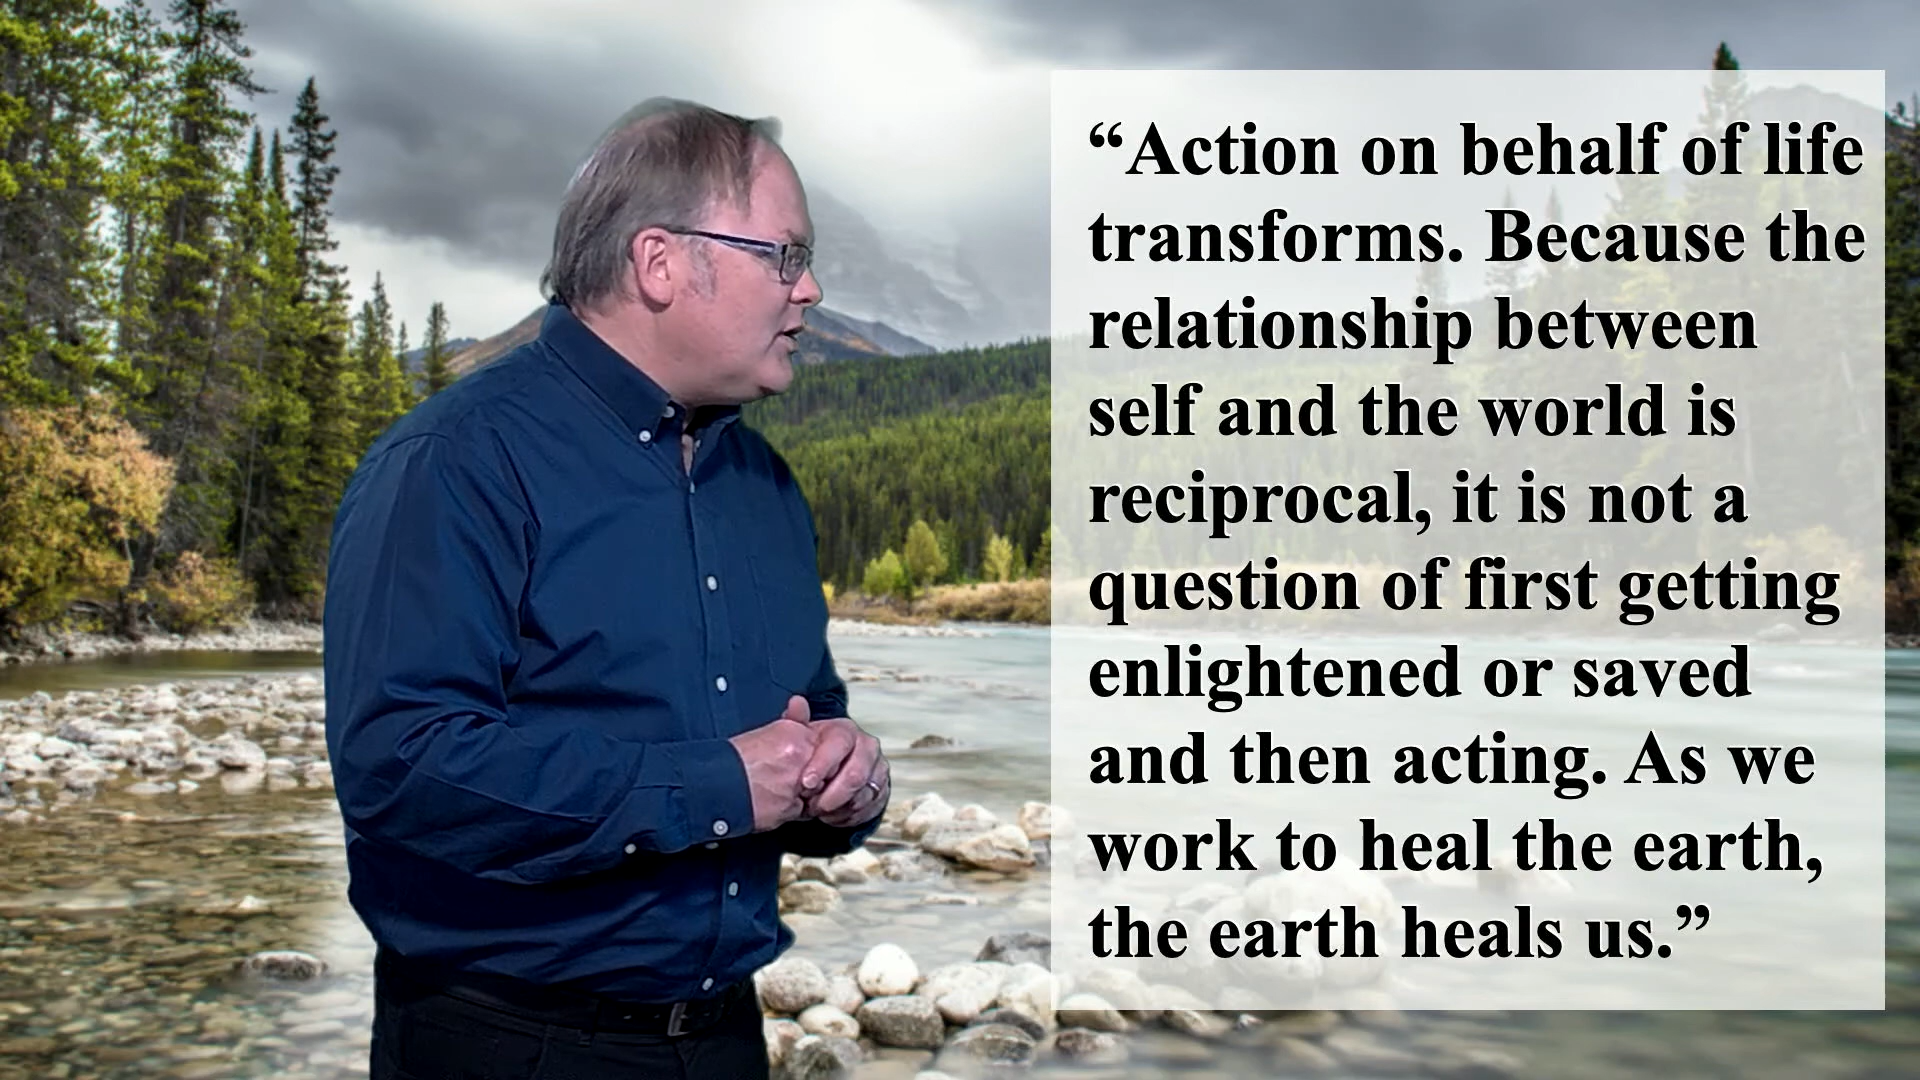 “Action on behalf of life
transforms. Because the
relationship between
self and the world is
reciprocal, it is not a
question of first getting
enlightened or saved
and then acting. As we
work to heal the earth,
the earth heals us.”